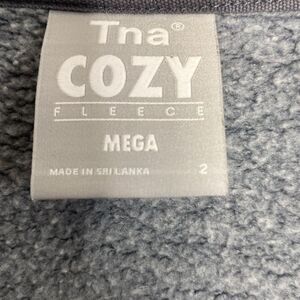 Tna®
COZY
FLEECE
MEGA
MADE IN SRI LANKA 2